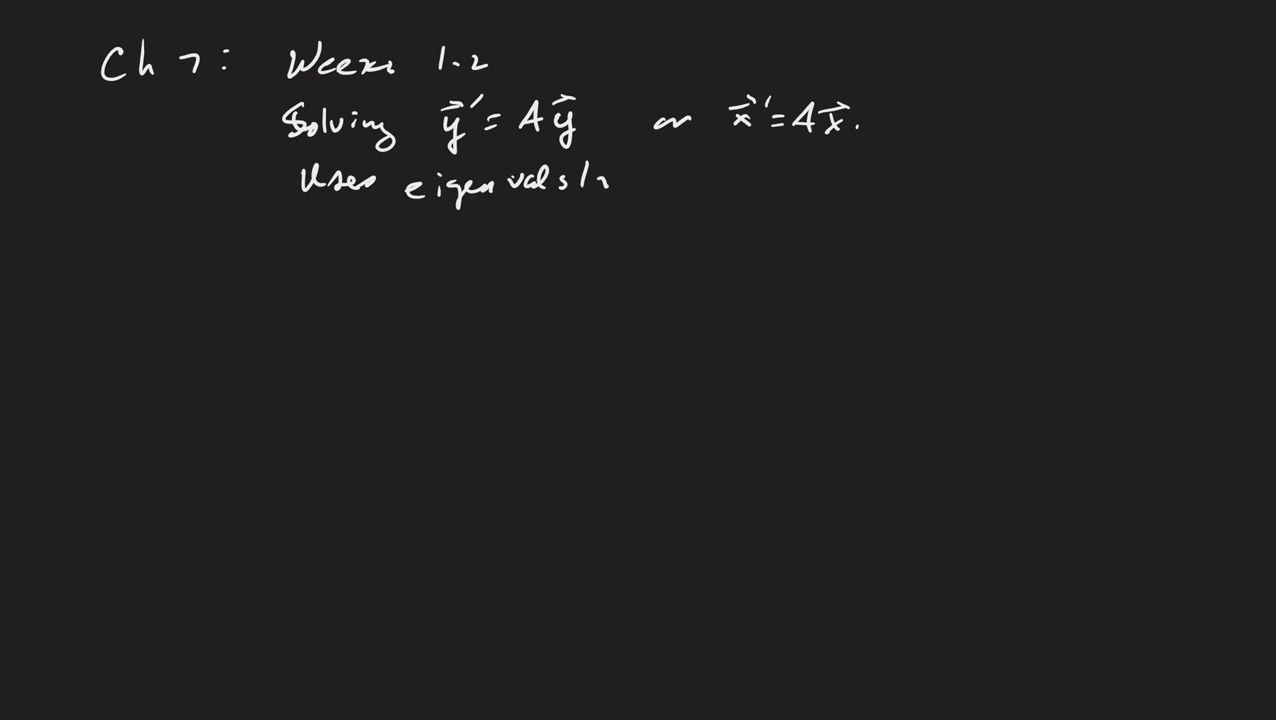 Ch 7: Weeks 1-2
Solving y⃗' = Ay⃗ or x⃗' = Ax⃗.
Uses eigenvals/